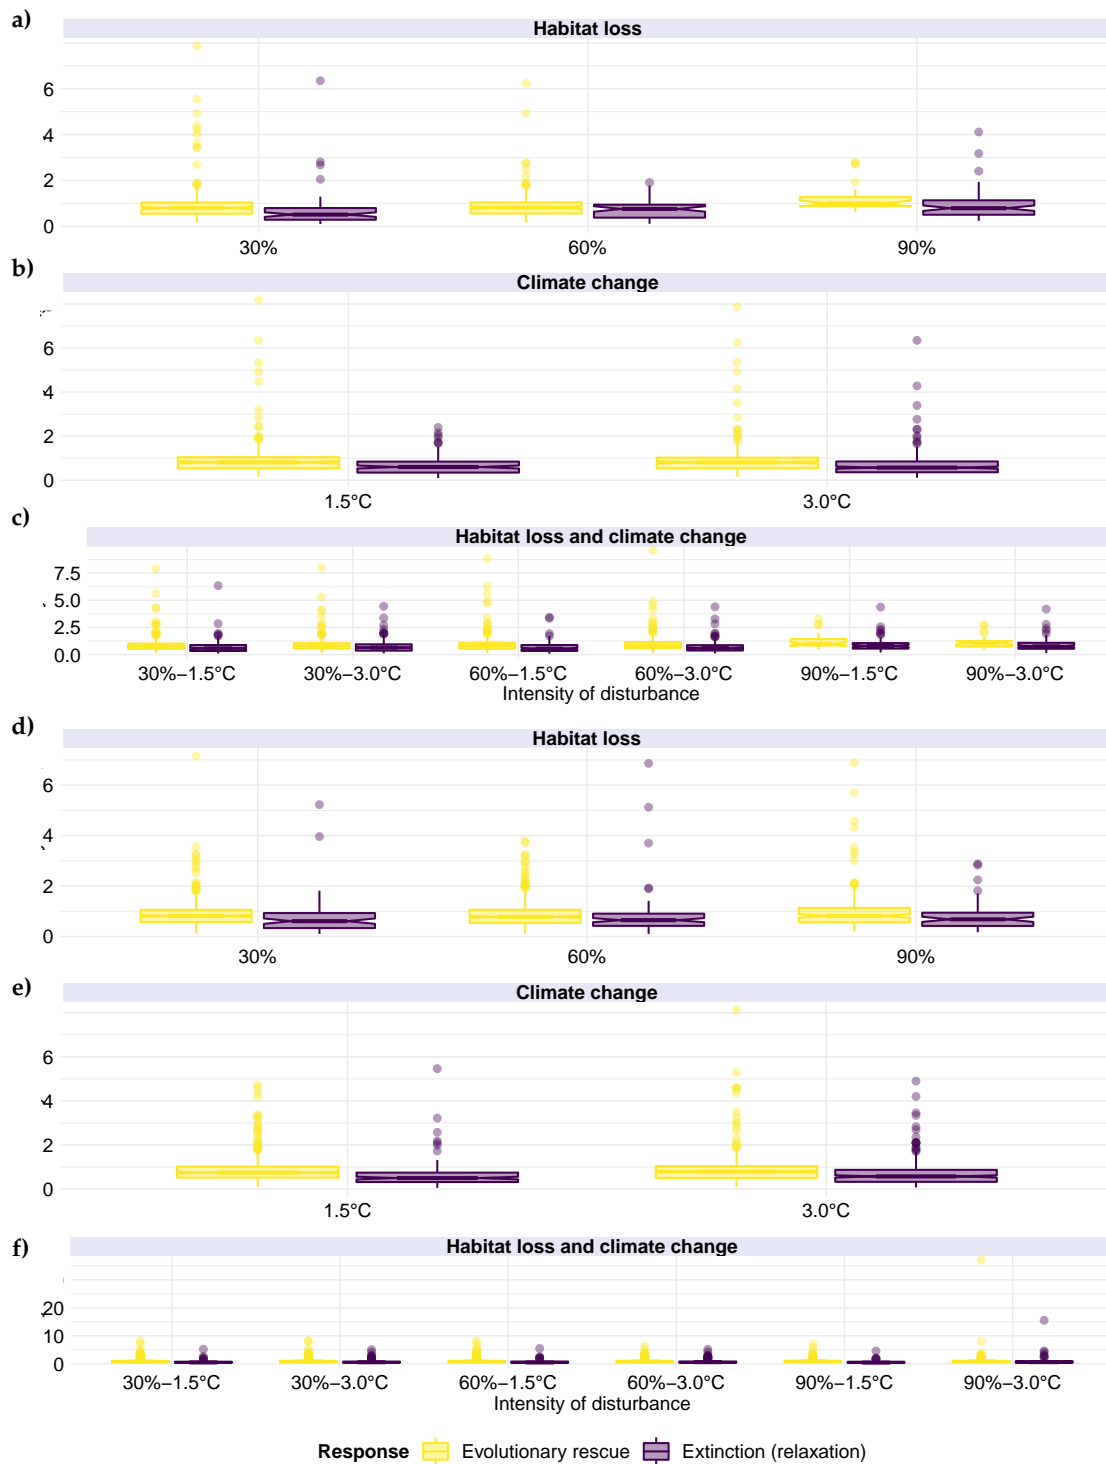 a)
Habitat loss
6
4
2
0
30% 60% 90%
b)
Climate change
6
4
2
0
1.5°C 3.0°C
c)
Habitat loss and climate change
7.5
5.0
2.5
0.0
30%−1.5°C 30%−3.0°C 60%−1.5°C 60%−3.0°C 90%−1.5°C 90%−3.0°C
Intensity of disturbance
d)
Habitat loss
6
4
2
0
30% 60% 90%
e)
Climate change
6
4
2
0
1.5°C 3.0°C
f)
Habitat loss and climate change
20
10
0
30%−1.5°C 30%−3.0°C 60%−1.5°C 60%−3.0°C 90%−1.5°C 90%−3.0°C
Intensity of disturbance
Response Evolutionary rescue Extinction (relaxation)